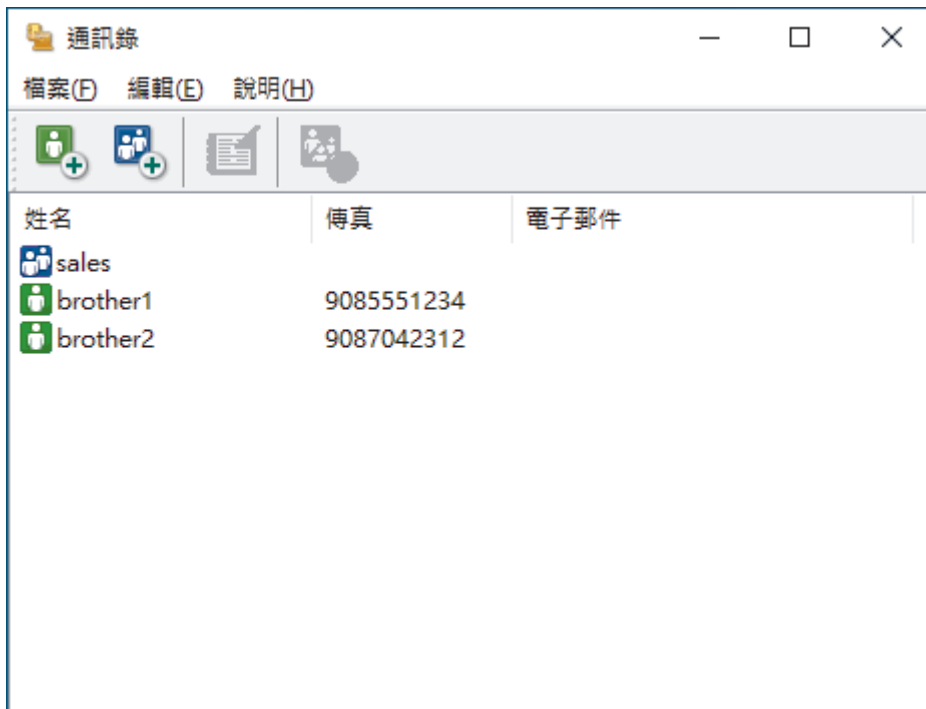 通訊錄
檔案(F) 編輯(E) 說明(H)
姓名 傳真 電子郵件
sales
brother1 9085551234
brother2 9087042312